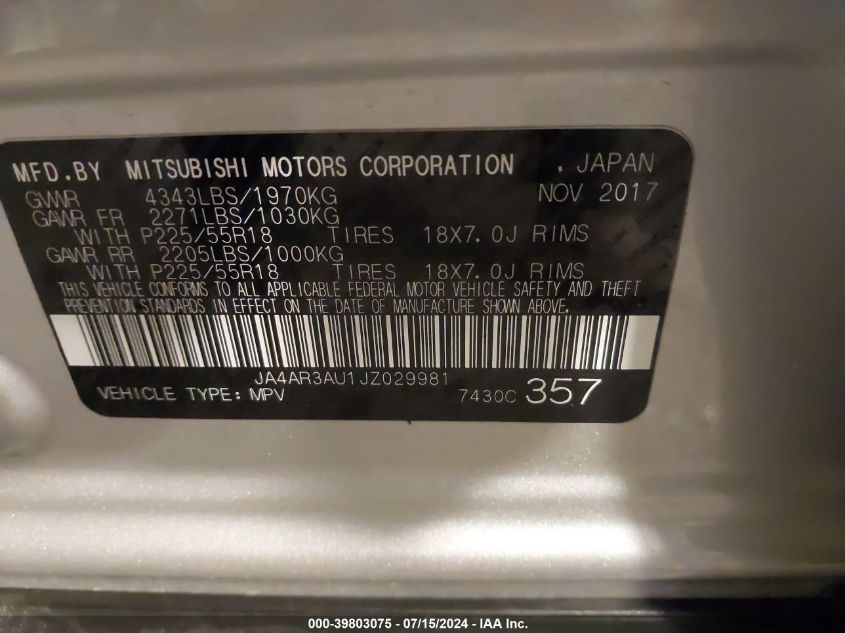 MFD.BY MITSUBISHI MOTORS CORPORATION , JAPAN
GVWR 4343LBS/1970KG NOV 2017
GAWR FR 2271LBS/1030KG
WITH P225/55R18 TIRES 18X7.0J RIMS
GAWR RR 2205LBS/1000KG
WITH P225/55R18 TIRES 18X7.0J RIMS
THIS VEHICLE CONFORMS TO ALL APPLICABLE FEDERAL MOTOR VEHICLE SAFETY AND THEFT
PREVENTION STANDARDS IN EFFECT ON THE DATE OF MANUFACTURE SHOWN ABOVE.
JA4AR3AU1JZ029981
VEHICLE TYPE: MPV 7430C 357
000-39803075 - 07/15/2024 - IAA Inc.